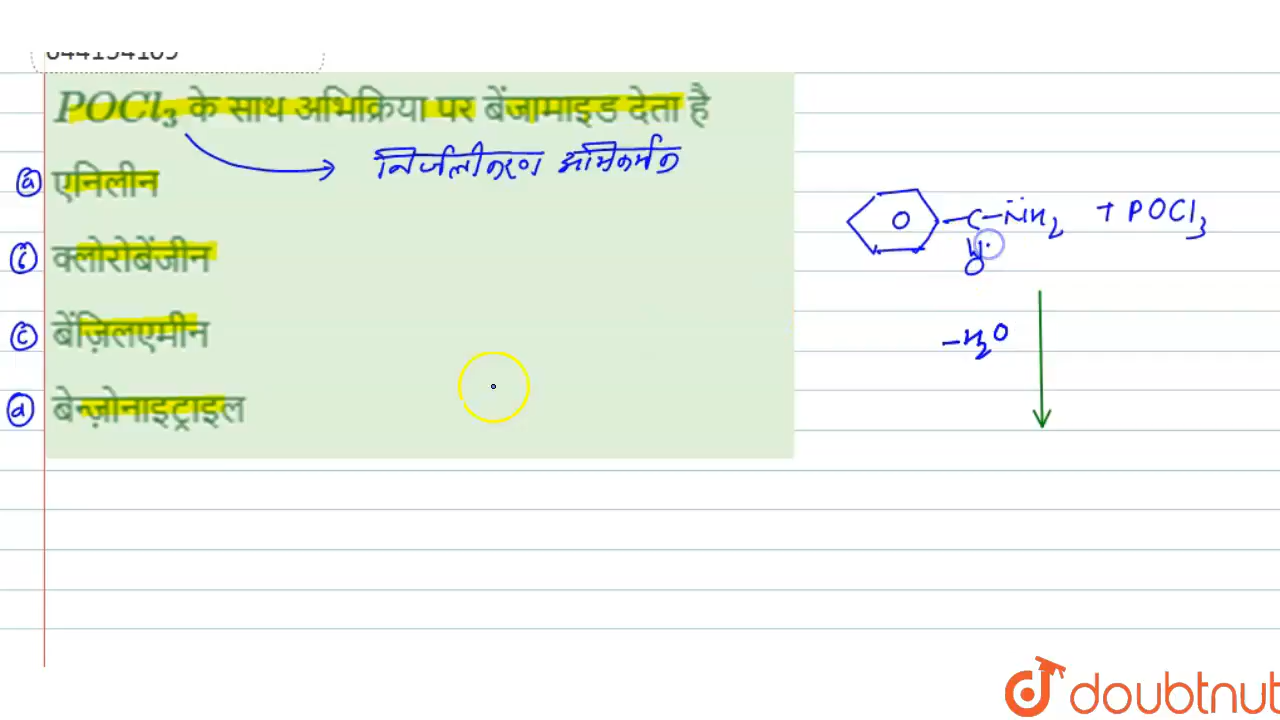 POCl₃ के साथ अभिक्रिया पर बेंजामाइड देता है
निर्जलीकरण अभिकर्मक
(a) एनिलीन
(b) क्लोरोबेंजीन
(c) बेंज़िलएमीन
(d) बेन्ज़ोनाइट्राइल
C-NH₂ + POCl₃
O
-H₂O
doubtnut